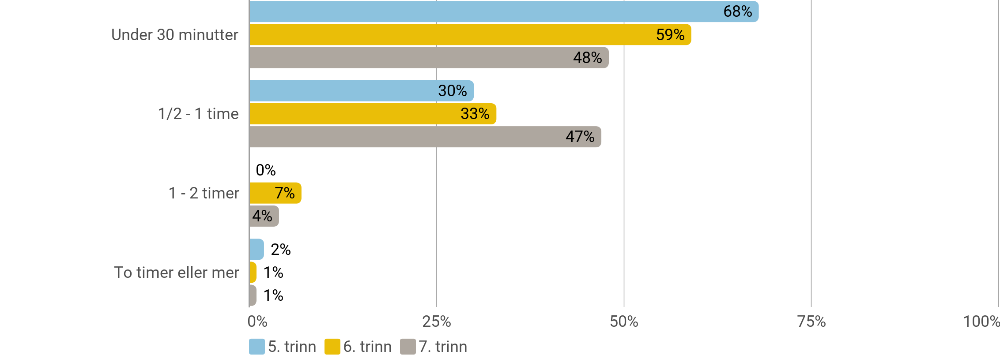 68%
Under 30 minutter
59%
48%
30%
1/2 - 1 time
33%
47%
0%
1 - 2 timer
7%
4%
2%
To timer eller mer
1%
1%
0% 25% 50% 75% 100%
5. trinn 6. trinn 7. trinn